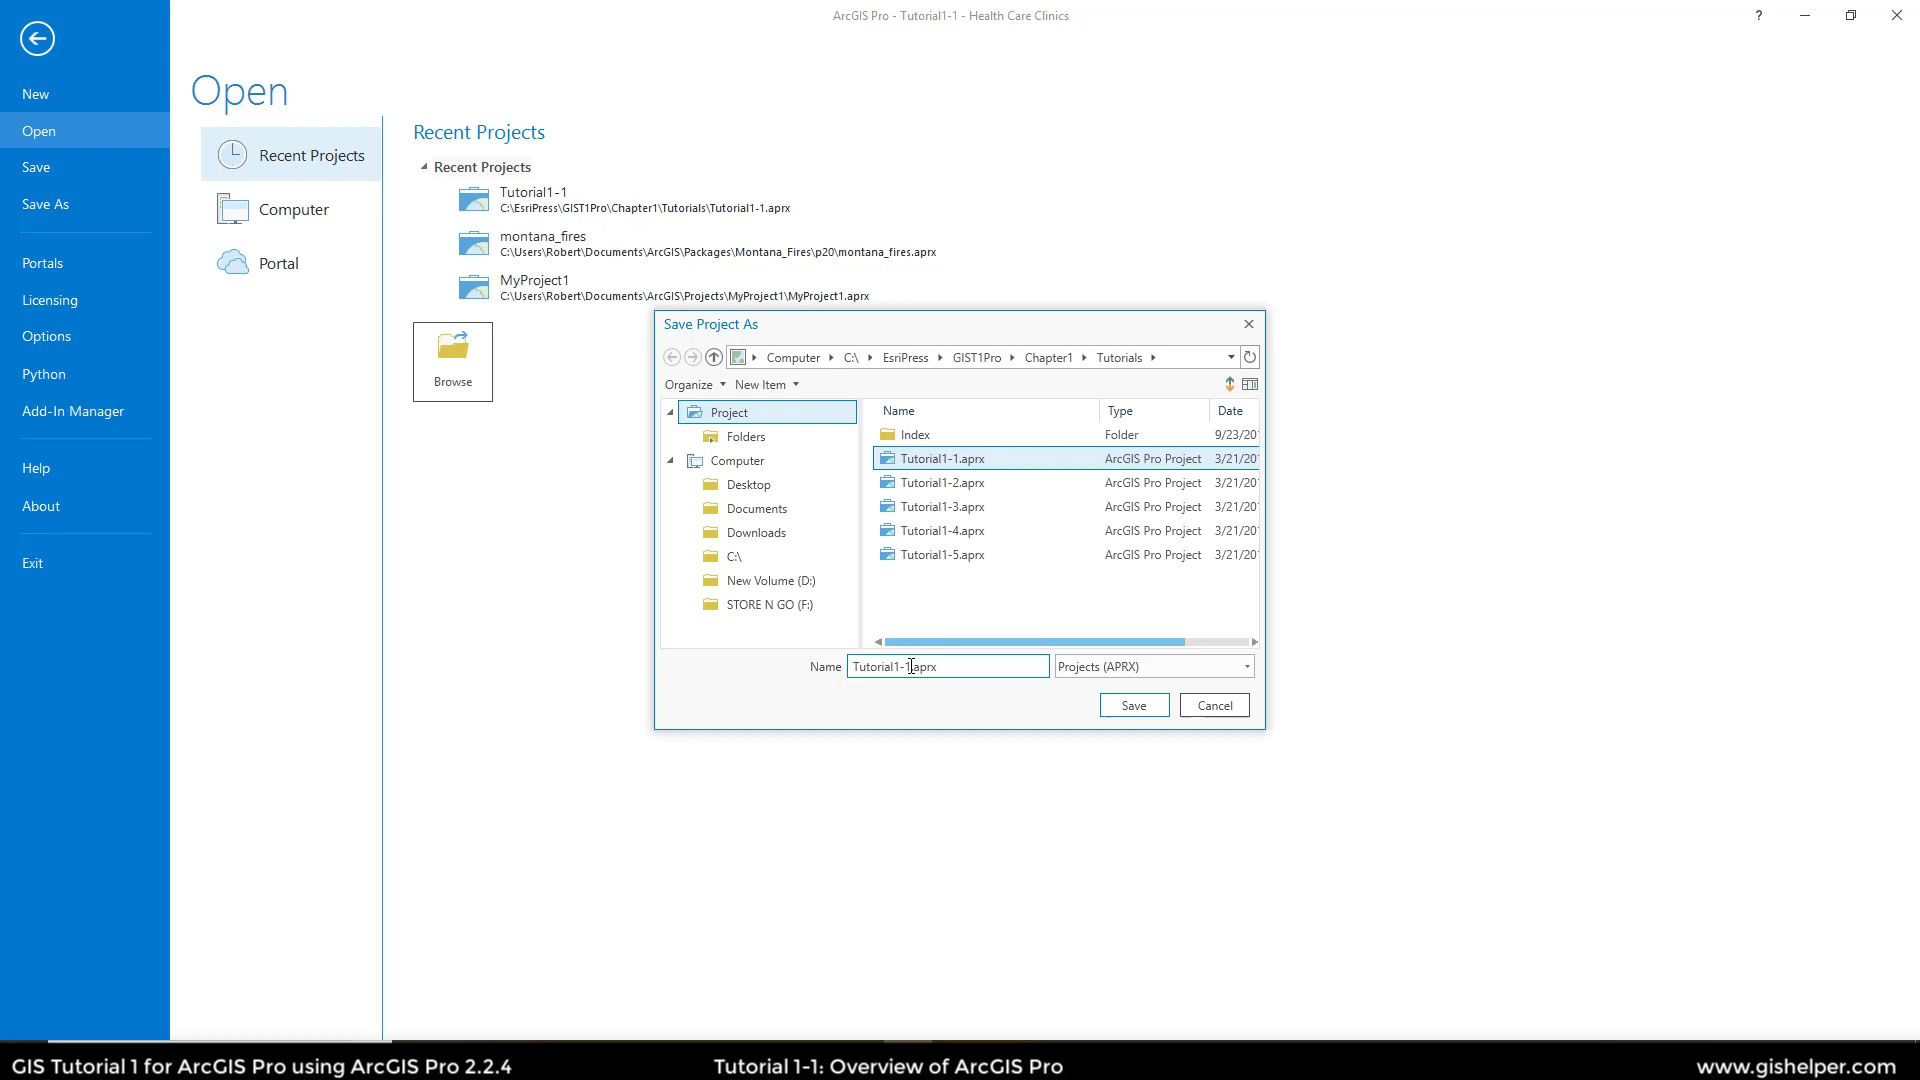 ArcGIS Pro - Tutorial1-1 - Health Care Clinics
?
New
Open
Save
Save As
Portals
Licensing
Options
Python
Add-In Manager
Help
About
Exit
Open
Recent Projects
Computer
Portal
Recent Projects
Recent Projects
Tutorial1-1
C:\EsriPress\GIST1Pro\Chapter1\Tutorials\Tutorial1-1.aprx
montana_fires
C:\Users\Robert\Documents\ArcGIS\Packages\Montana_Fires\p20\montana_fires.aprx
MyProject1
C:\Users\Robert\Documents\ArcGIS\Projects\MyProject1\MyProject1.aprx
Browse
Save Project As
Computer C:\ EsriPress GIST1Pro Chapter1 Tutorials
Organize New Item
Project
Folders
Computer
Desktop
Documents
Downloads
C:\
New Volume (D:)
STORE N GO (F:)
Name Type Date
Index Folder 9/23/20
Tutorial1-1.aprx ArcGIS Pro Project 3/21/20
Tutorial1-2.aprx ArcGIS Pro Project 3/21/20
Tutorial1-3.aprx ArcGIS Pro Project 3/21/20
Tutorial1-4.aprx ArcGIS Pro Project 3/21/20
Tutorial1-5.aprx ArcGIS Pro Project 3/21/20
Name Tutorial1-1.aprx Projects (APRX)
Save Cancel
GIS Tutorial 1 for ArcGIS Pro using ArcGIS Pro 2.2.4
Tutorial 1-1: Overview of ArcGIS Pro
www.gishelper.com